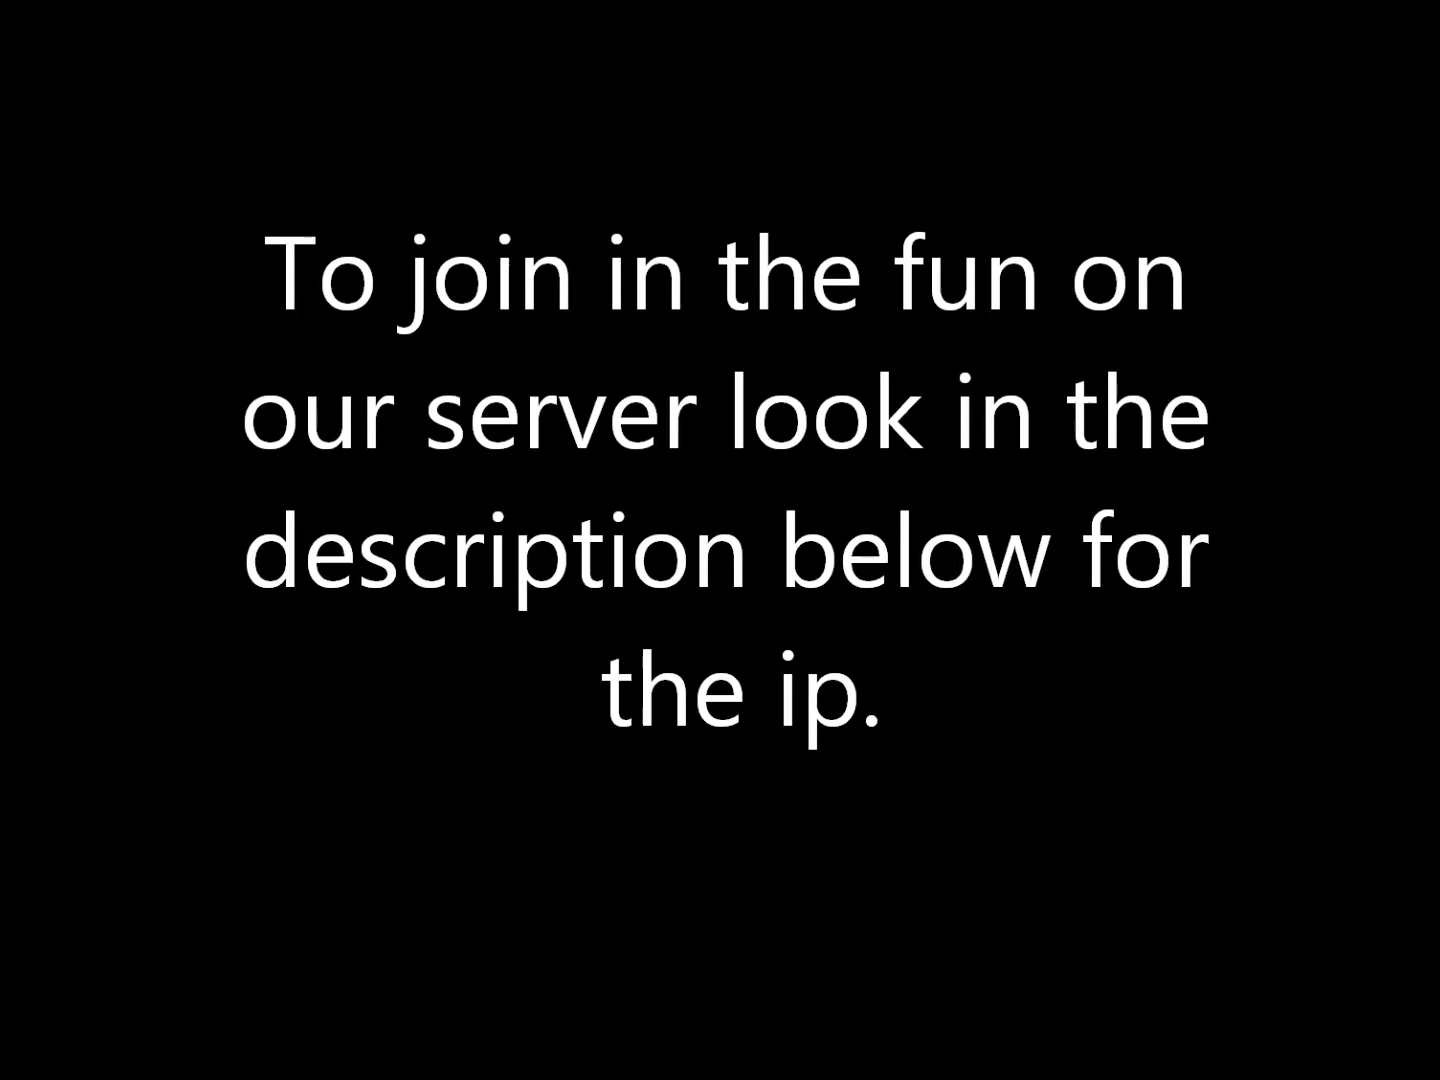 To join in the fun on
our server look in the
description below for
the ip.